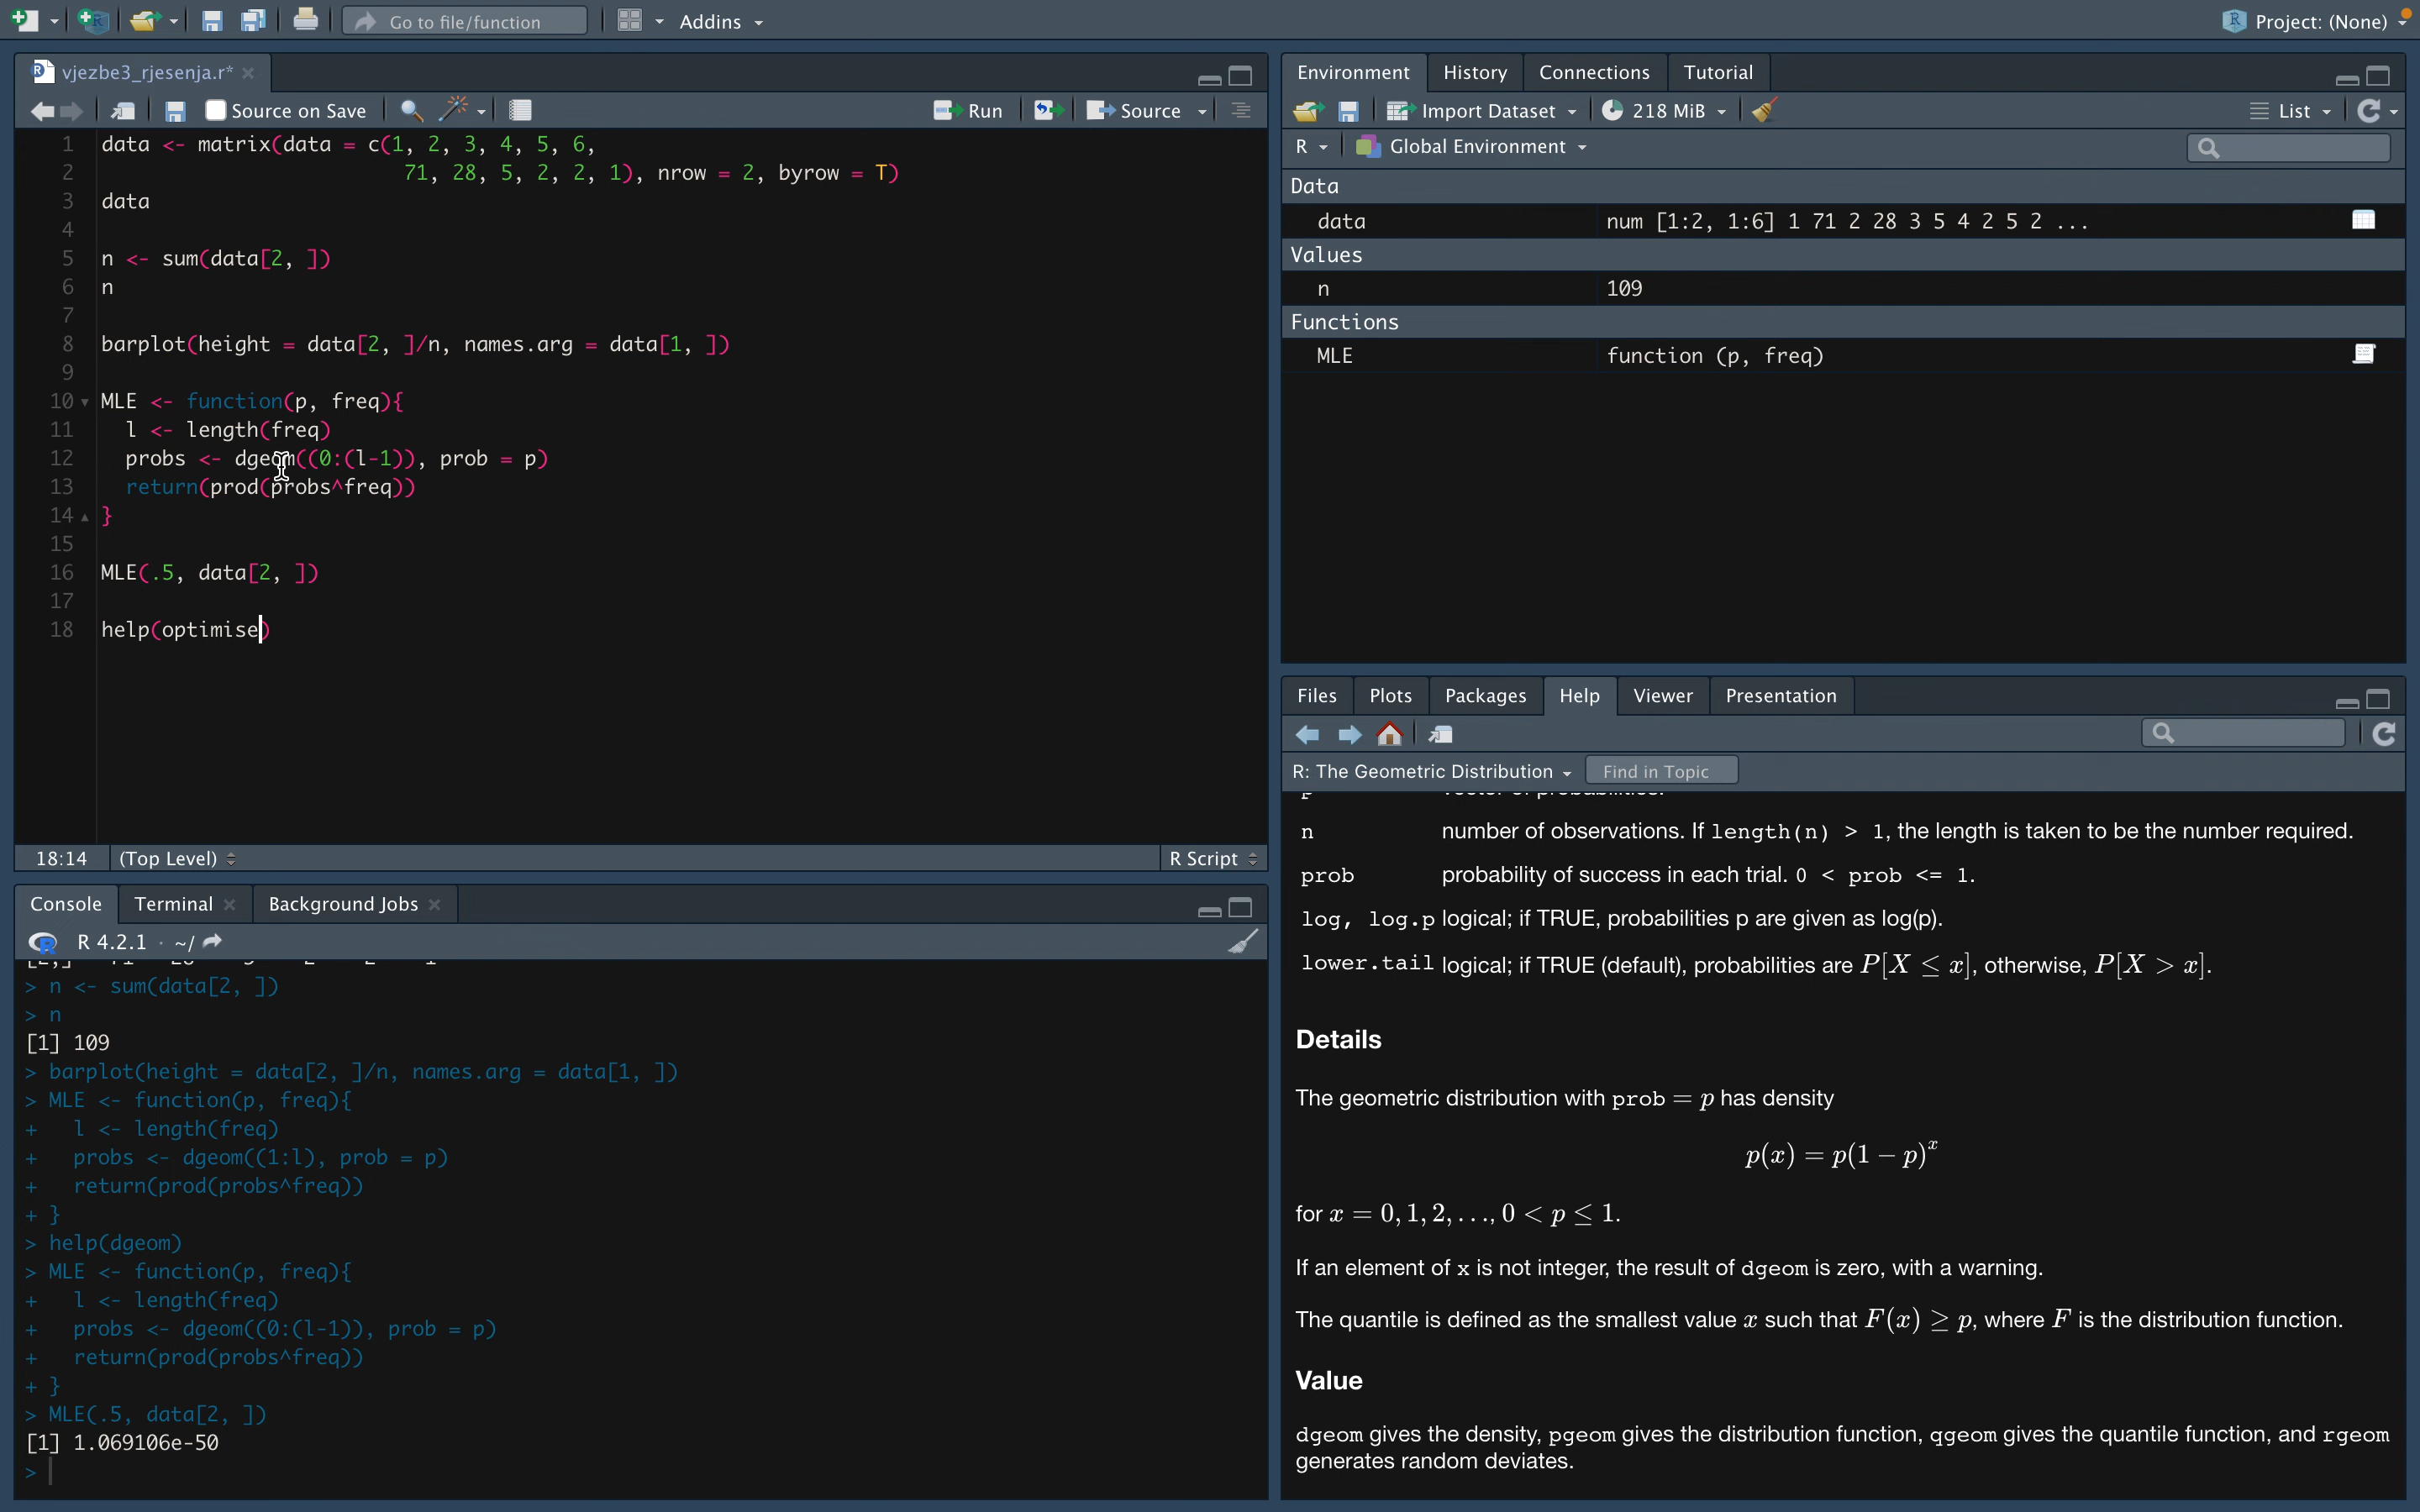 Go to file/function
Addins
Project: (None)
vjezbe3_rjesenja.r*
Source on Save
Run
Source
1 data <- matrix(data = c(1, 2, 3, 4, 5, 6,
2 71, 28, 5, 2, 2, 1), nrow = 2, byrow = T)
3 data
4
5 n <- sum(data[2, ])
6 n
7
8 barplot(height = data[2, ]/n, names.arg = data[1, ])
9
10 MLE <- function(p, freq){
11 l <- length(freq)
12 probs <- dgeom((0:(l-1)), prob = p)
13 return(prod(probs^freq))
14 }
15
16 MLE(.5, data[2, ])
17
18 help(optimise)
18:14 (Top Level) R Script
Console Terminal Background Jobs
R 4.2.1 · ~/
> n <- sum(data[2, ])
> n
[1] 109
> barplot(height = data[2, ]/n, names.arg = data[1, ])
> MLE <- function(p, freq){
+ l <- length(freq)
+ probs <- dgeom((1:l), prob = p)
+ return(prod(probs^freq))
+ }
> help(dgeom)
> MLE <- function(p, freq){
+ l <- length(freq)
+ probs <- dgeom((0:(l-1)), prob = p)
+ return(prod(probs^freq))
+ }
> MLE(.5, data[2, ])
[1] 1.069106e-50
>
Environment History Connections Tutorial
Import Dataset 218 MiB List
R Global Environment
Data
data num [1:2, 1:6] 1 71 2 28 3 5 4 2 5 2 ...
Values
n 109
Functions
MLE function (p, freq)
Files Plots Packages Help Viewer Presentation
R: The Geometric Distribution Find in Topic
n number of observations. If length(n) > 1, the length is taken to be the number required.
prob probability of success in each trial. 0 < prob <= 1.
log, log.p logical; if TRUE, probabilities p are given as log(p).
lower.tail logical; if TRUE (default), probabilities are P[X ≤ x], otherwise, P[X > x].
Details
The geometric distribution with prob = p has density
p(x) = p(1 − p)^x
for x = 0, 1, 2, …, 0 < p ≤ 1.
If an element of x is not integer, the result of dgeom is zero, with a warning.
The quantile is defined as the smallest value x such that F(x) ≥ p, where F is the distribution function.
Value
dgeom gives the density, pgeom gives the distribution function, qgeom gives the quantile function, and rgeom
generates random deviates.